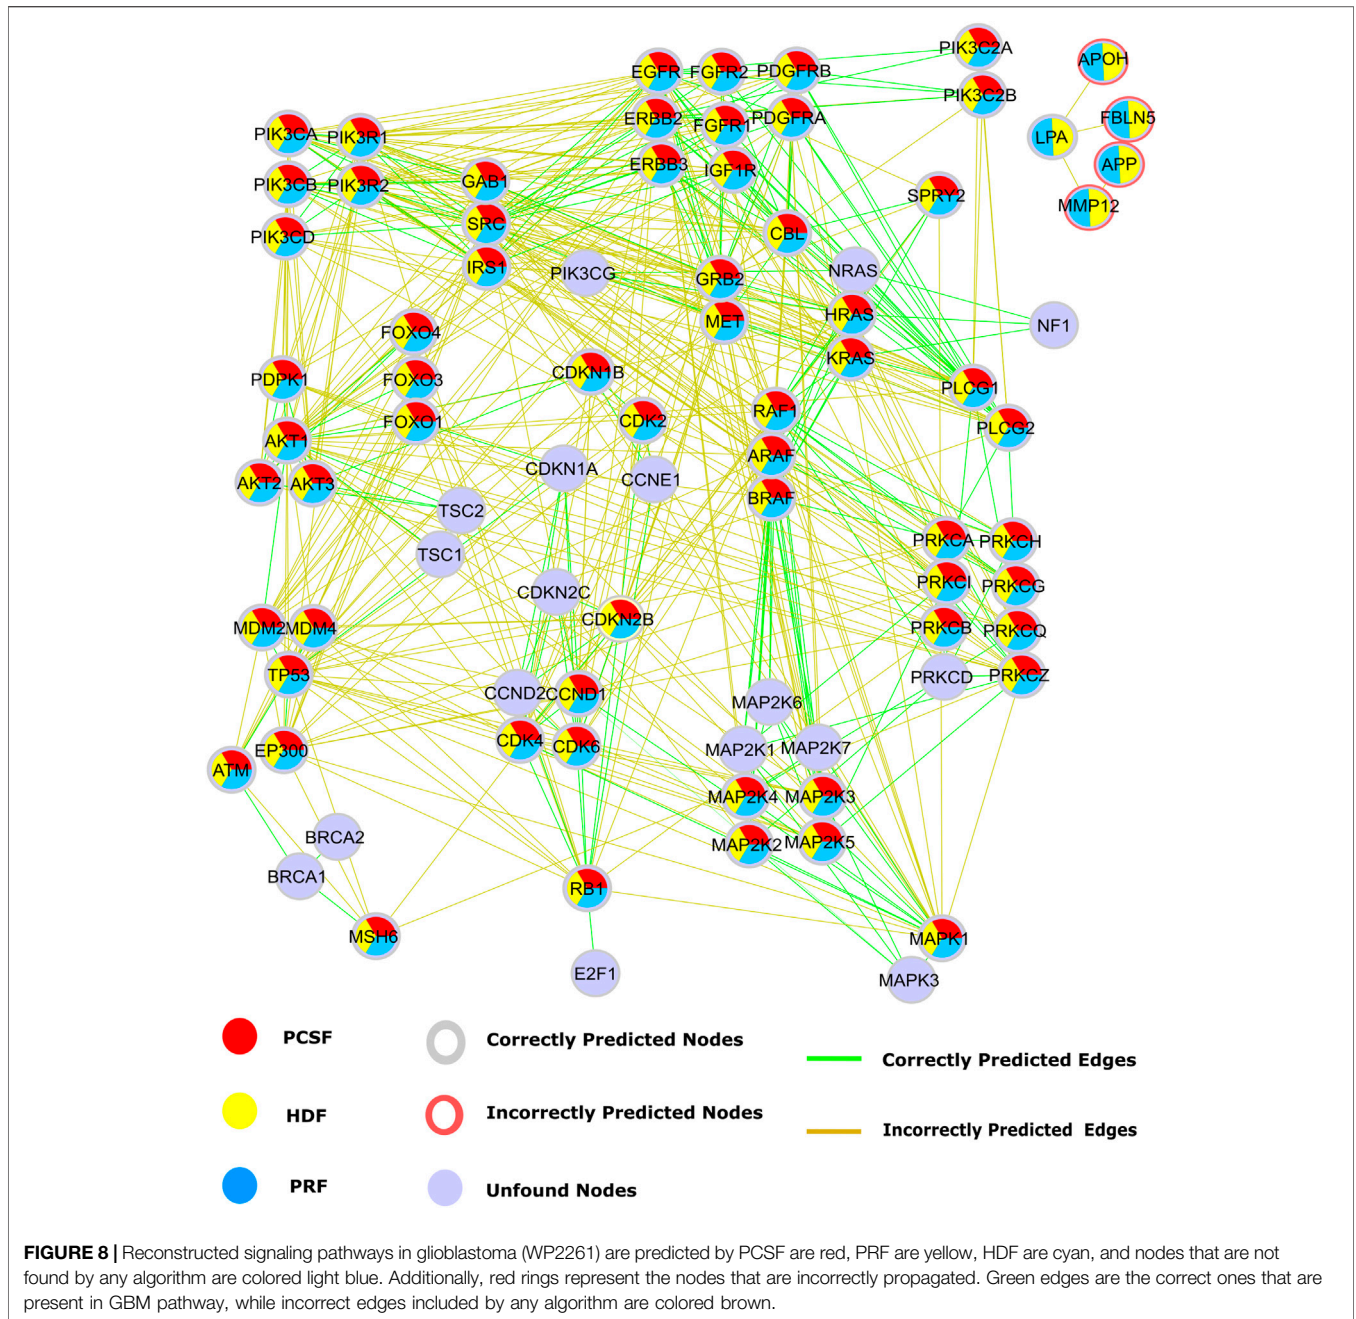 PIK3C2A
APOH
EGFR FGFR2 PDGFRB
PIK3C2B
ERBB2 FGFR1 PDGFRA
FBLN5
LPA
PIK3CA PIK3R1
ERBB3 IGF1R
APP
PIK3CB PIK3R2 GAB1
SPRY2
MMP12
SRC
CBL
PIK3CD
IRS1 PIK3CG GRB2 NRAS
MET HRAS
NF1
FOXO4
KRAS
PDPK1 FOXO3 CDKN1B
PLCG1
FOXO1 CDK2 RAF1
PLCG2
AKT1
ARAF
CDKN1A
AKT2 AKT3 CCNE1
BRAF
TSC2
TSC1
PRKCA PRKCH
CDKN2C
PRKCI PRKCG
CDKN2B
MDM2 MDM4
PRKCB PRKCQ
TP53
PRKCD PRKCZ
CCND2 CCND1
MAP2K6
CDK4 CDK6
EP300
MAP2K1 MAP2K7
ATM
MAP2K4 MAP2K3
BRCA2
MAP2K2 MAP2K5
BRCA1
RB1
MSH6
MAPK1
E2F1
MAPK3
PCSF
Correctly Predicted Nodes
Correctly Predicted Edges
HDF
Incorrectly Predicted Nodes
Incorrectly Predicted Edges
PRF
Unfound Nodes
FIGURE 8 | Reconstructed signaling pathways in glioblastoma (WP2261) are predicted by PCSF are red, PRF are yellow, HDF are cyan, and nodes that are not
found by any algorithm are colored light blue. Additionally, red rings represent the nodes that are incorrectly propagated. Green edges are the correct ones that are
present in GBM pathway, while incorrect edges included by any algorithm are colored brown.